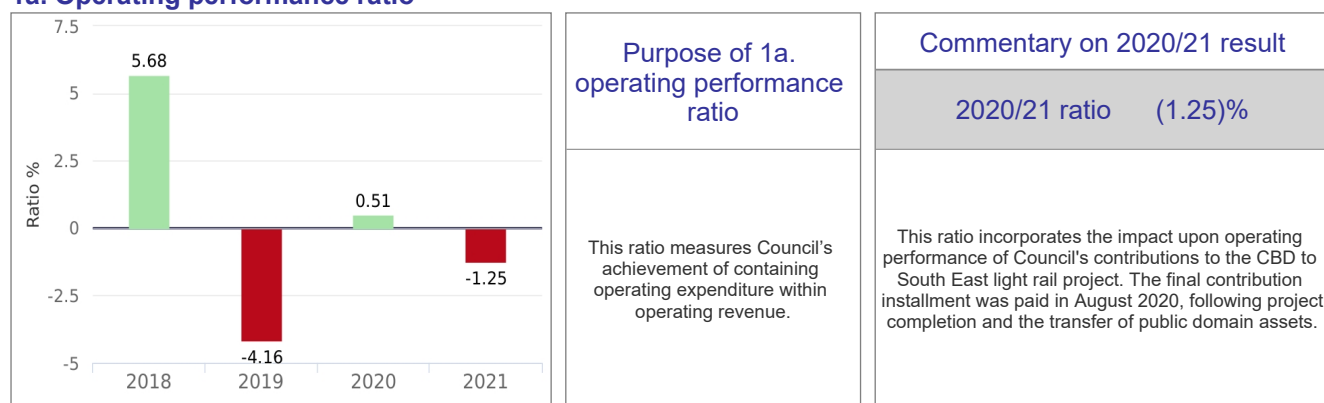 1a. Operating performance ratio
7.5
5
2.5
0
-2.5
-5
Ratio %
5.68
-4.16
0.51
-1.25
2018 2019 2020 2021
Purpose of 1a.
operating performance
ratio
This ratio measures Council’s
achievement of containing
operating expenditure within
operating revenue.
Commentary on 2020/21 result
2020/21 ratio (1.25)%
This ratio incorporates the impact upon operating
performance of Council's contributions to the CBD to
South East light rail project. The final contribution
installment was paid in August 2020, following project
completion and the transfer of public domain assets.